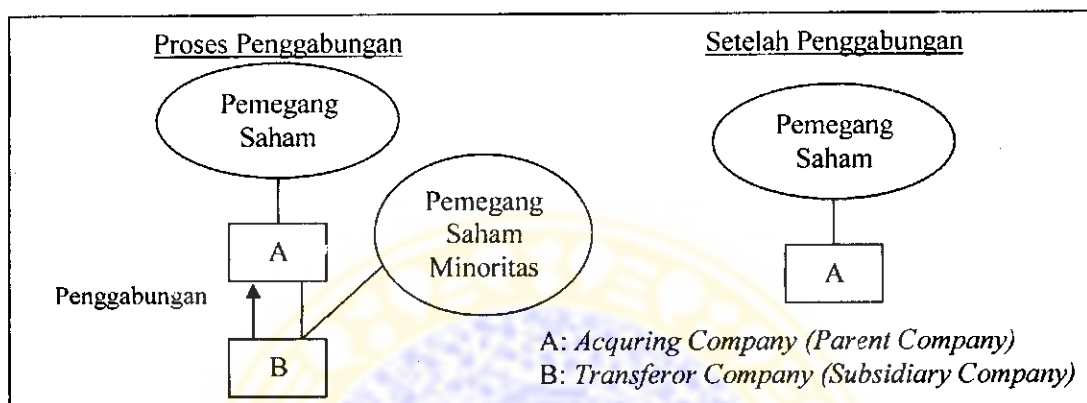 Proses Penggabungan
Pemegang
Saham
A
Pemegang
Saham
Minoritas
Penggabungan
B
Setelah Penggabungan
Pemegang
Saham
A
A: Acquring Company (Parent Company)
B: Transferor Company (Subsidiary Company)